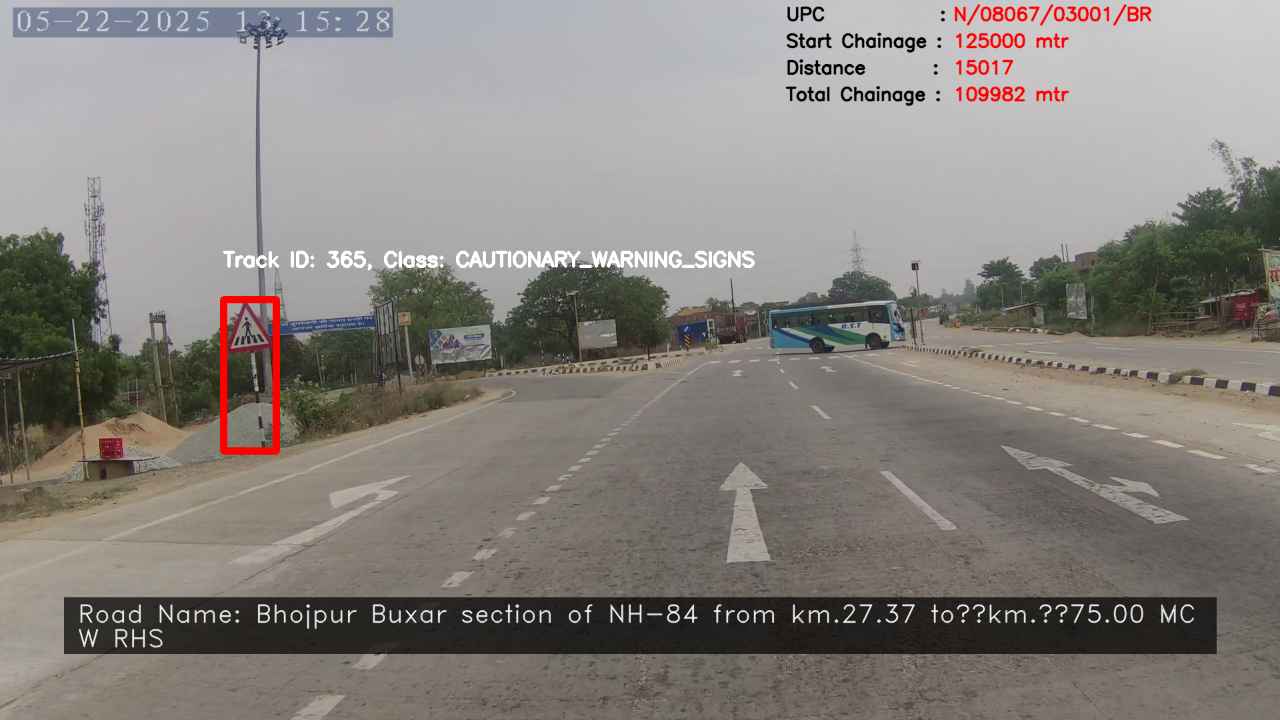 05-22-2025 13:15:28
UPC : N/08067/03001/BR
Start Chainage : 125000 mtr
Distance : 15017
Total Chainage : 109982 mtr
Track ID: 365, Class: CAUTIONARY_WARNING_SIGNS
Road Name: Bhojpur Buxar section of NH-84 from km.27.37 to??km.??75.00 MC
W RHS